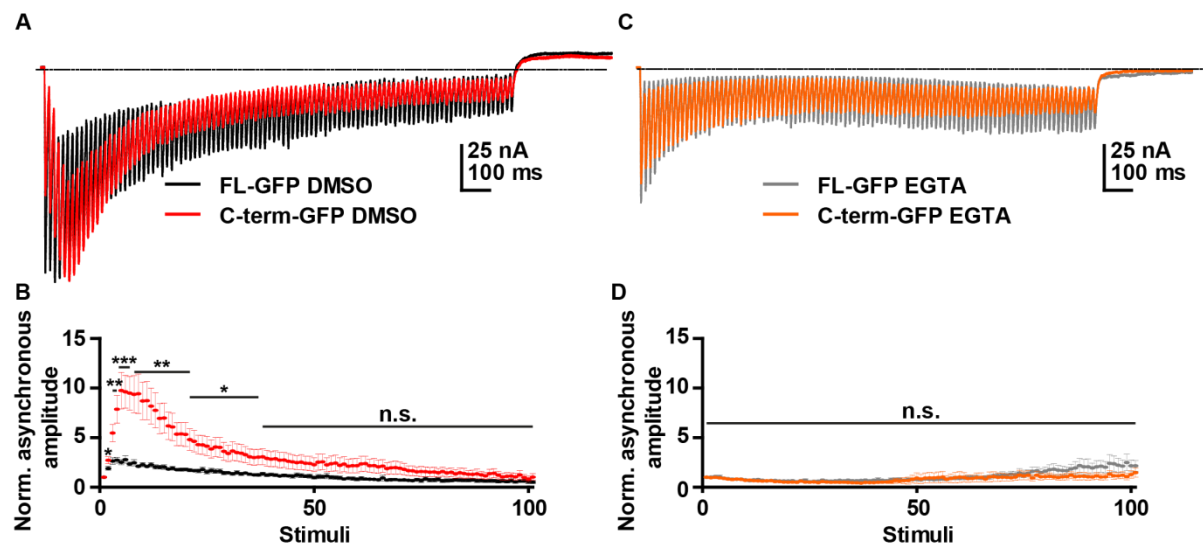 A
25 nA
100 ms
FL-GFP DMSO
C-term-GFP DMSO
C
25 nA
100 ms
FL-GFP EGTA
C-term-GFP EGTA
B
Norm. asynchronous
amplitude
15
10
5
0
*
**
***
**
*
n.s.
0
50
100
Stimuli
D
Norm. asynchronous
amplitude
15
10
5
0
n.s.
0
50
100
Stimuli